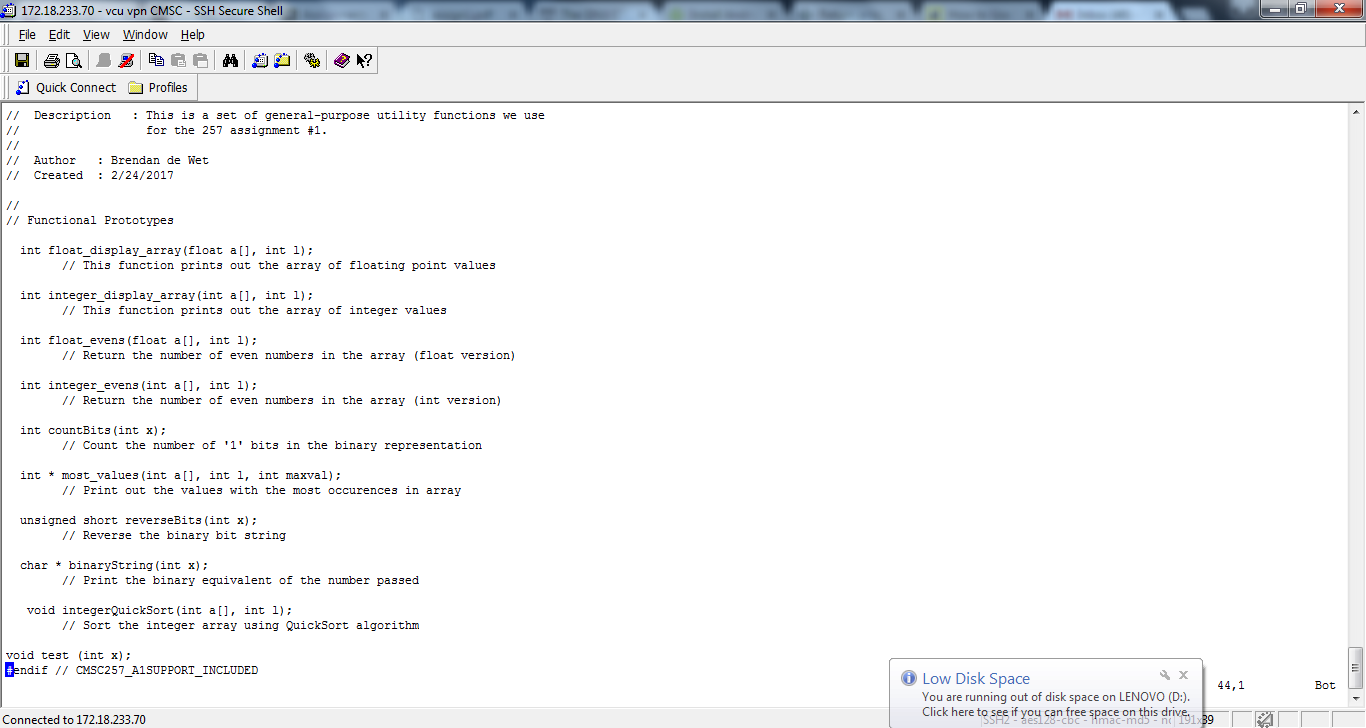 172.18.233.70 - vcu vpn CMSC - SSH Secure Shell
File Edit View Window Help
Quick Connect Profiles
//  Description   : This is a set of general-purpose utility functions we use
//                  for the 257 assignment #1.
//
//  Author   : Brendan de Wet
//  Created  : 2/24/2017
//
// Functional Prototypes
int float_display_array(float a[], int l);
// This function prints out the array of floating point values
int integer_display_array(int a[], int l);
// This function prints out the array of integer values
int float_evens(float a[], int l);
// Return the number of even numbers in the array (float version)
int integer_evens(int a[], int l);
// Return the number of even numbers in the array (int version)
int countBits(int x);
// Count the number of '1' bits in the binary representation
int * most_values(int a[], int l, int maxval);
// Print out the values with the most occurences in array
unsigned short reverseBits(int x);
// Reverse the binary bit string
char * binaryString(int x);
// Print the binary equivalent of the number passed
void integerQuickSort(int a[], int l);
// Sort the integer array using QuickSort algorithm
void test (int x);
#endif // CMSC257_A1SUPPORT_INCLUDED
44,1 Bot
Low Disk Space
You are running out of disk space on LENOVO (D:).
Click here to see if you can free space on this drive.
Connected to 172.18.233.70
SSH2 - aes128-cbc - hmac-md5 - 191x39